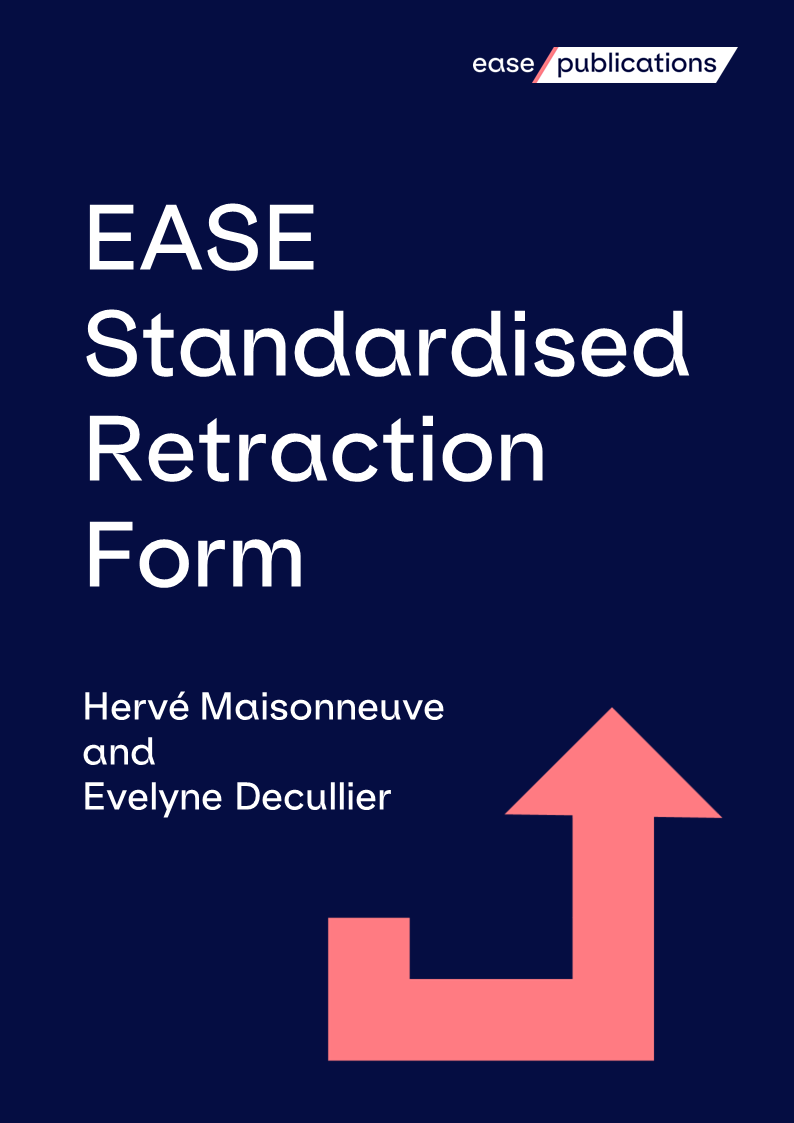 ease publications
EASE
Standardised
Retraction
Form
Hervé Maisonneuve
and
Evelyne Decullier